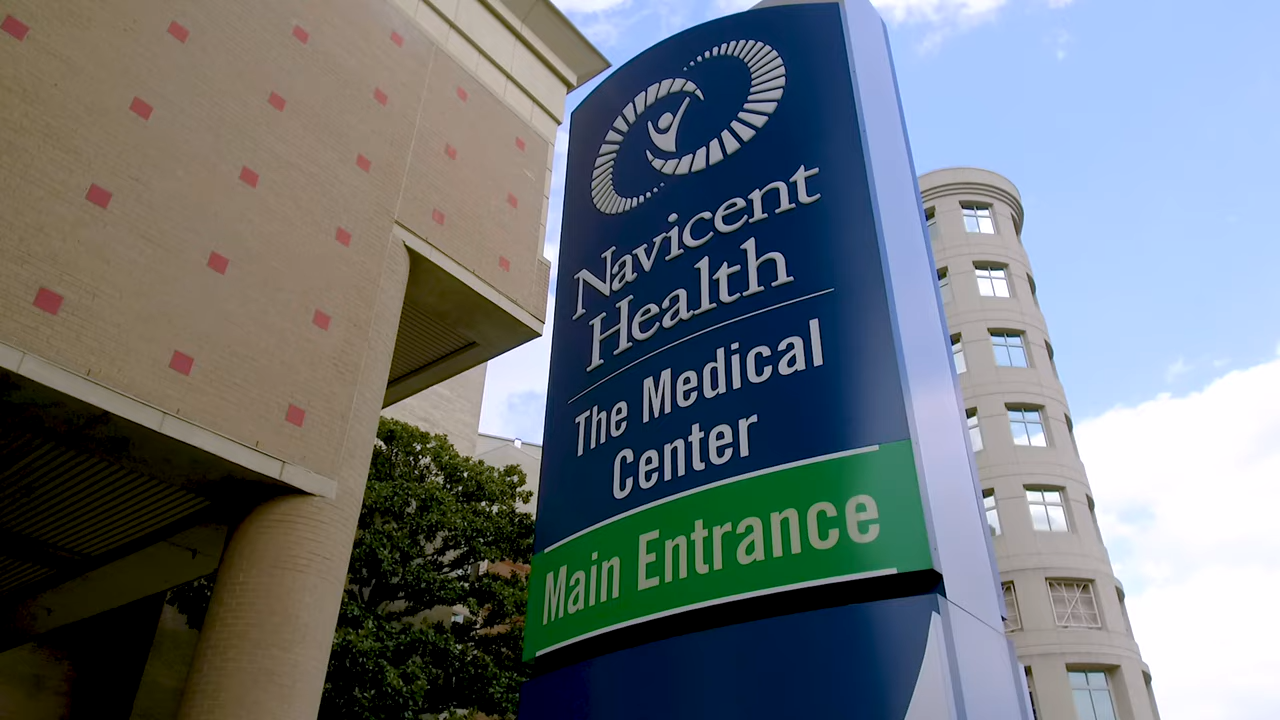 Navicent
Health
The Medical
Center
Main Entrance